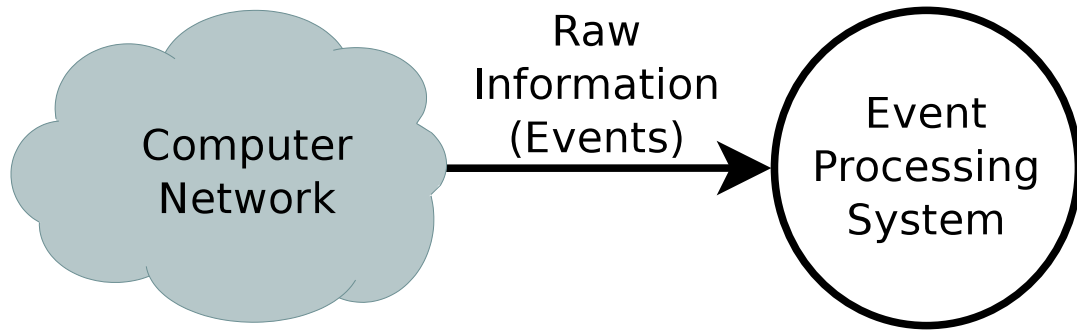 Computer
Network
Raw
Information
(Events)
Event
Processing
System